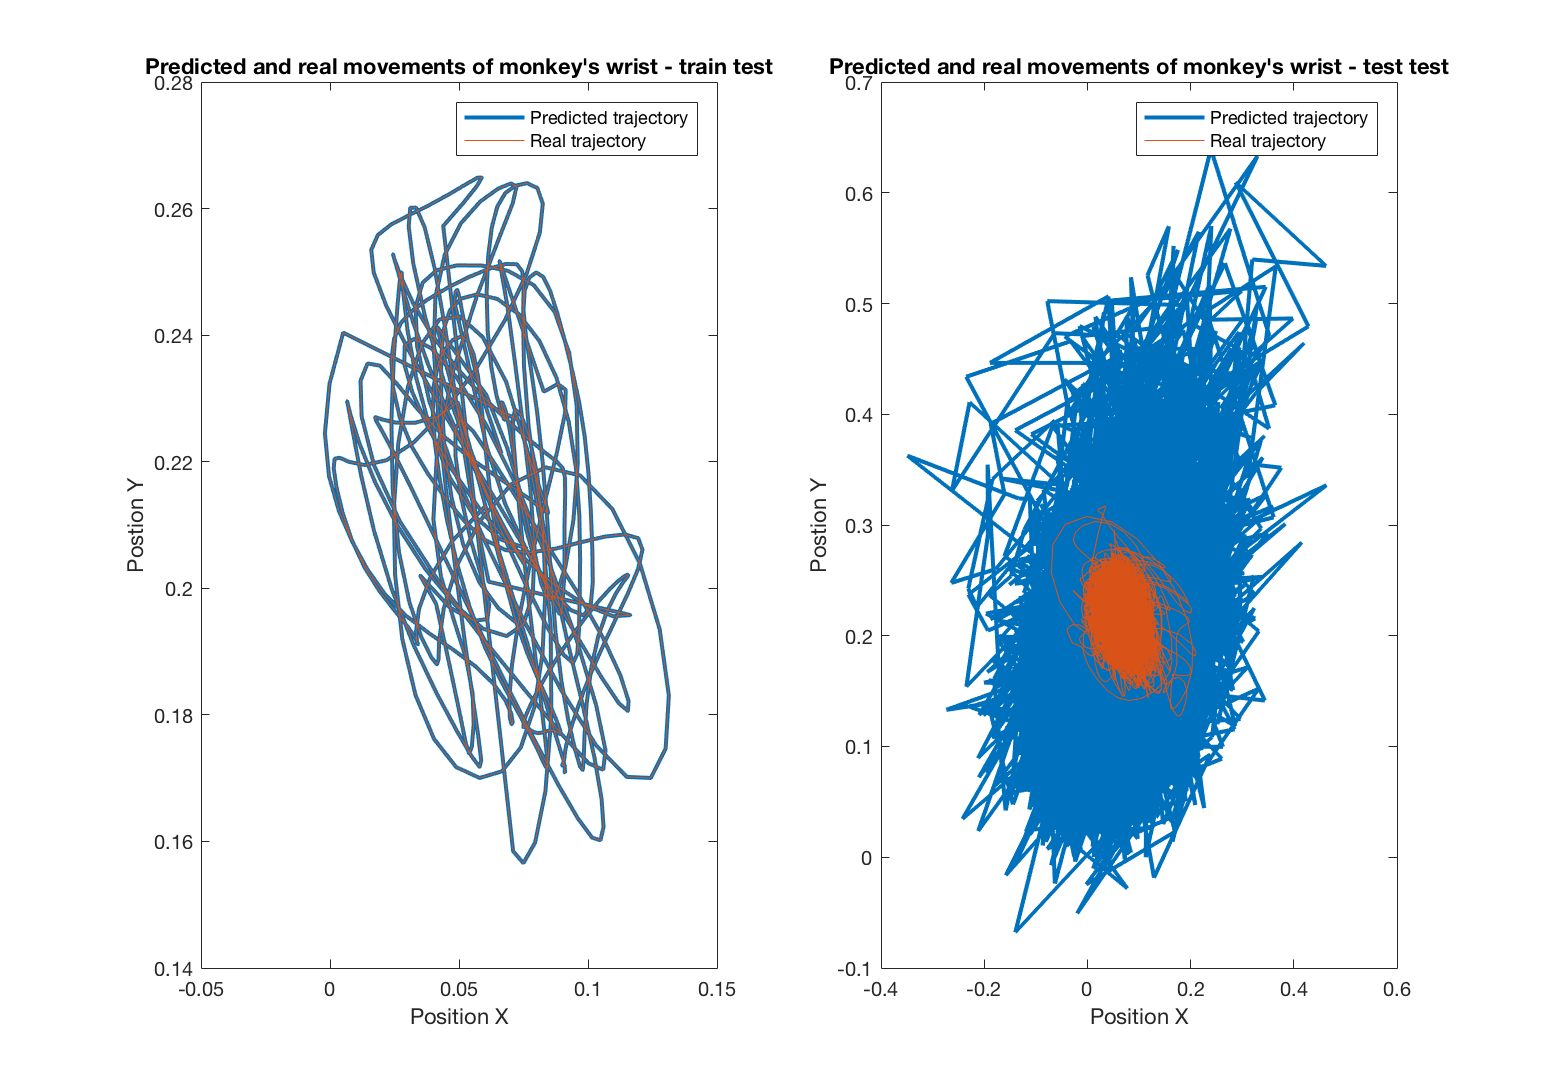 Predicted and real movements of monkey's wrist - train test
Predicted trajectory
Real trajectory
0.28
0.26
0.24
0.22
0.2
0.18
0.16
0.14
Postion Y
-0.05
0
0.05
0.1
0.15
Position X
Predicted and real movements of monkey's wrist - test test
Predicted trajectory
Real trajectory
0.7
0.6
0.5
0.4
0.3
0.2
0.1
0
-0.1
Postion Y
-0.4
-0.2
0
0.2
0.4
0.6
Position X